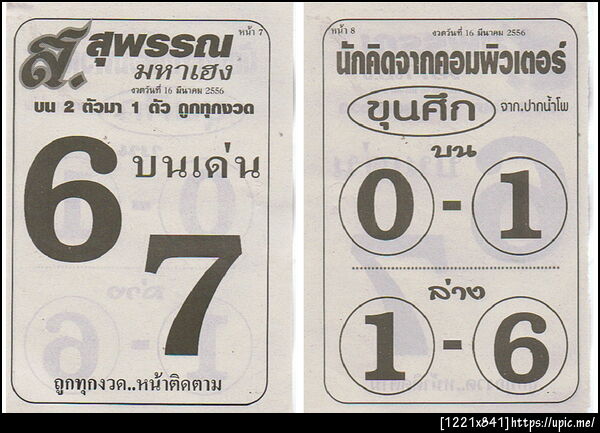 หน้า 7
ส. สุพรรณ
มหาเฮง
งวดวันที่ 16 มีนาคม 2556
บน 2 ตัวมา 1 ตัว ถูกทุกงวด
6 บนเด่น
7
ถูกทุกงวด..หน้าติดตาม
หน้า 8
งวดวันที่ 16 มีนาคม 2556
นักคิดจากคอมพิวเตอร์
ขุนศึก จาก.ปากน้ำโพ
บน
0 - 1
ล่าง
1 - 6
[1221x841]https://upic.me/